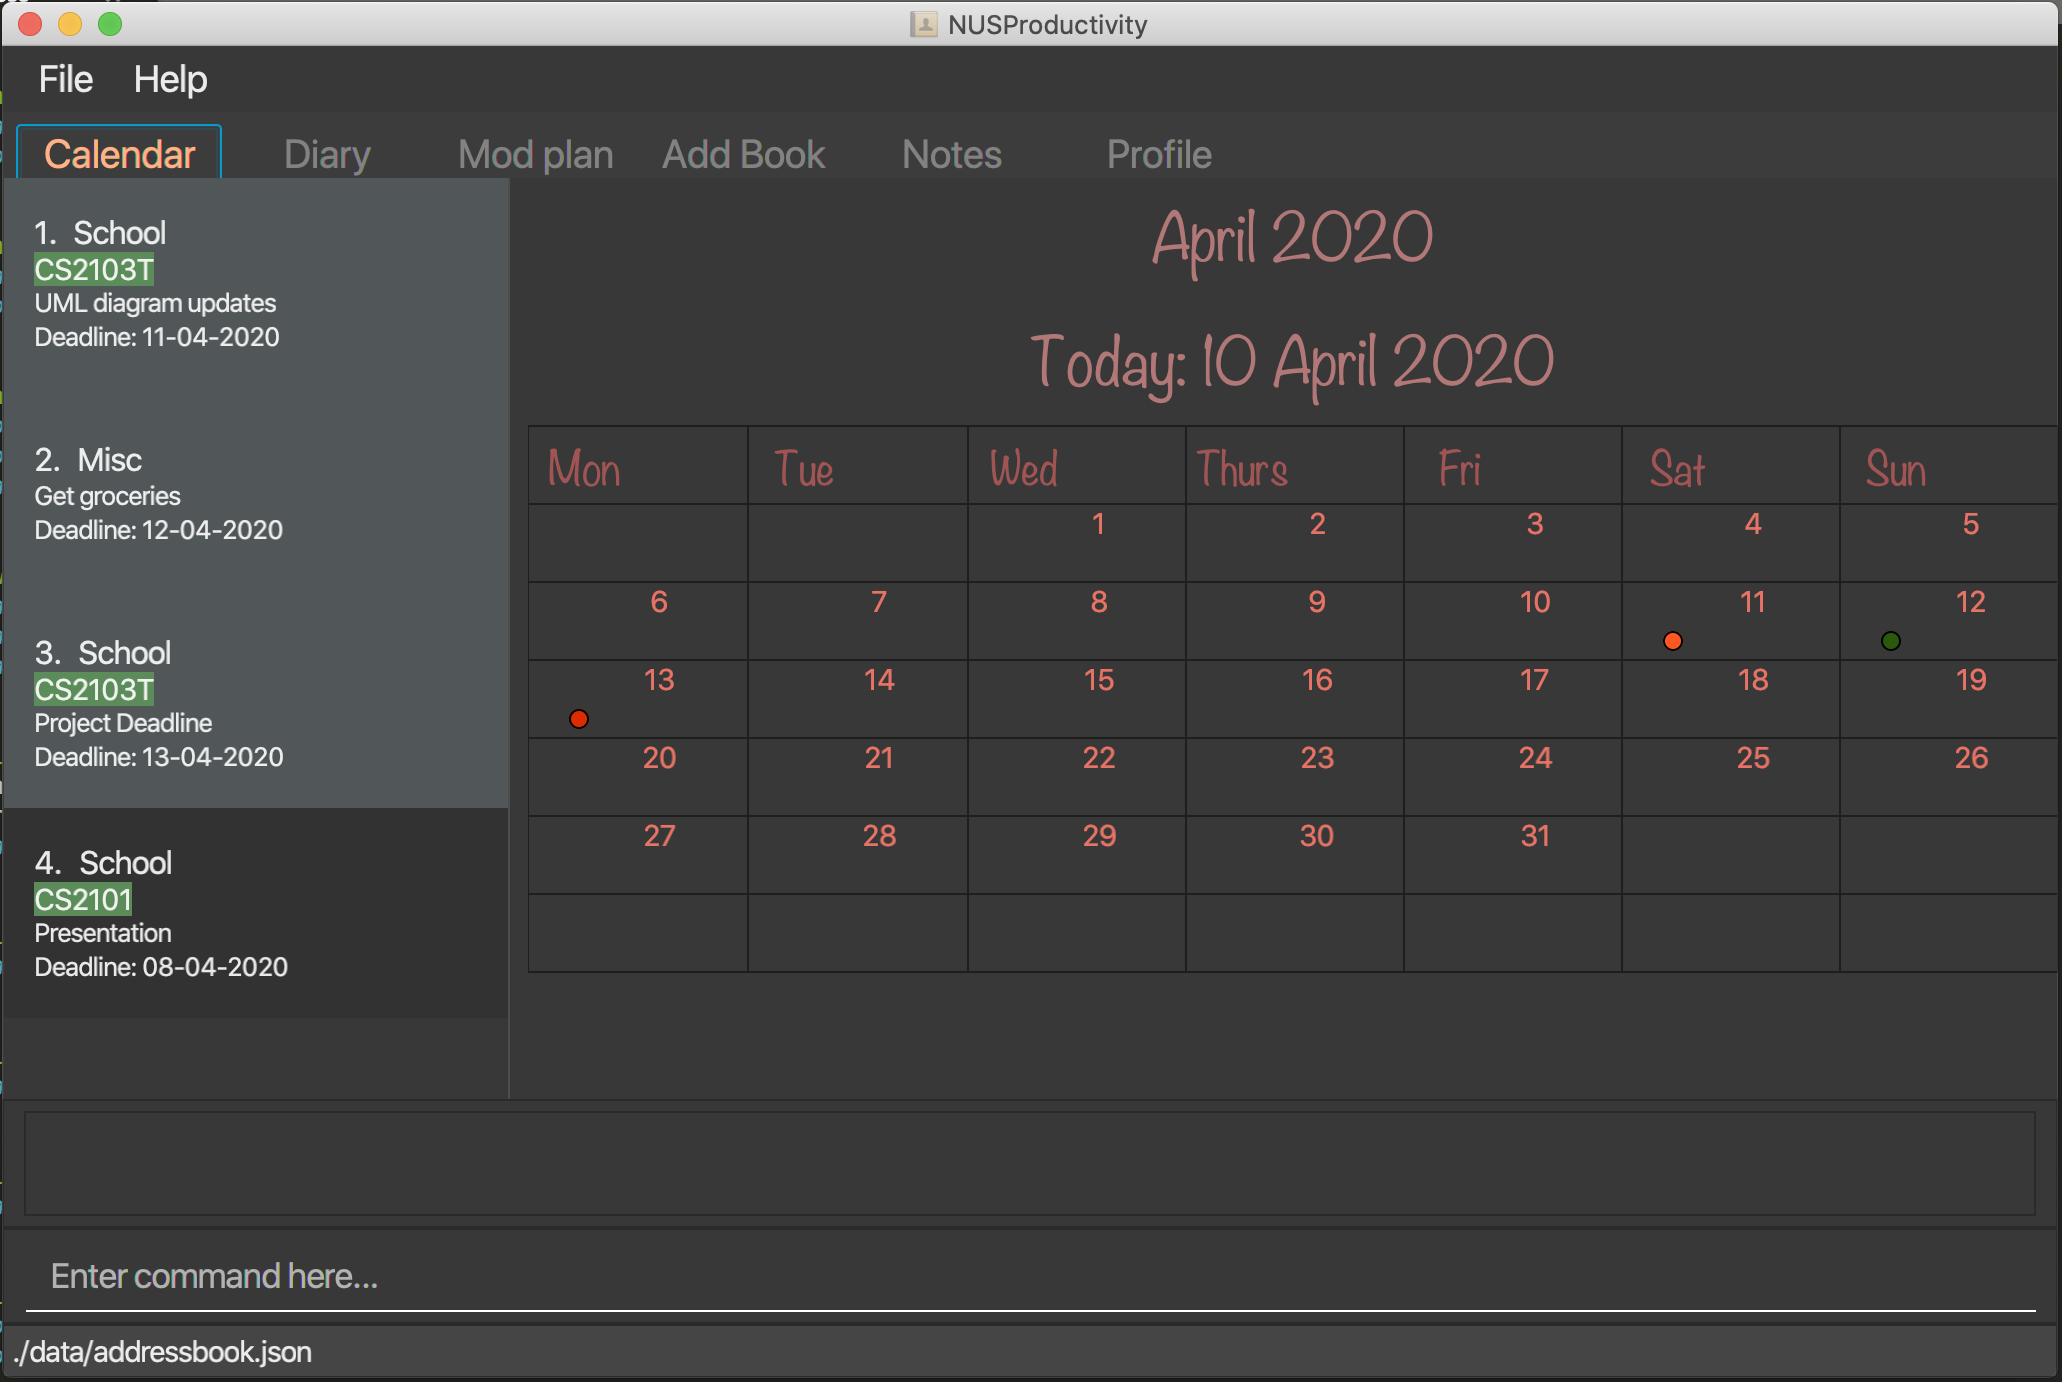 NUSProductivity
File Help
Calendar Diary Mod plan Add Book Notes Profile
1. School
CS2103T
UML diagram updates
Deadline: 11-04-2020
2. Misc
Get groceries
Deadline: 12-04-2020
3. School
CS2103T
Project Deadline
Deadline: 13-04-2020
4. School
CS2101
Presentation
Deadline: 08-04-2020
April 2020
Today: 10 April 2020
Mon Tue Wed Thurs Fri Sat Sun
1 2 3 4 5
6 7 8 9 10 11 12
13 14 15 16 17 18 19
20 21 22 23 24 25 26
27 28 29 30 31
Enter command here...
./data/addressbook.json